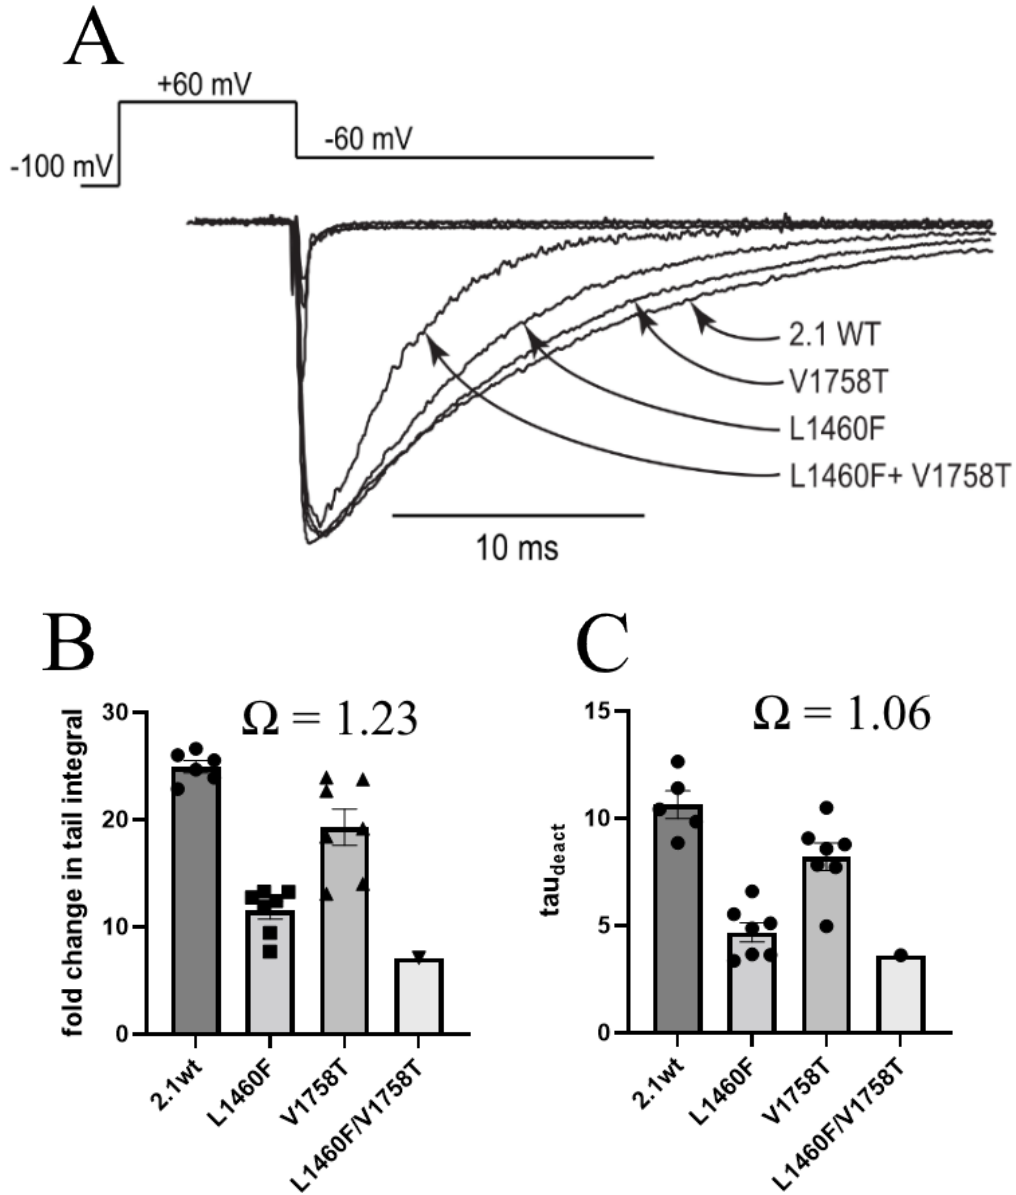 A
+60 mV
-60 mV
-100 mV
2.1 WT
V1758T
L1460F
L1460F+ V1758T
10 ms
B
Ω = 1.23
fold change in tail integral
30
20
10
0
2.1wt
L1460F
V1758T
L1460F/V1758T
C
Ω = 1.06
tau_deact
15
10
5
0
2.1wt
L1460F
V1758T
L1460F/V1758T